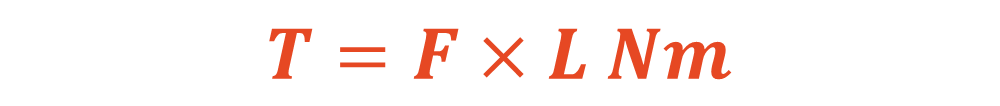 T = F × L Nm